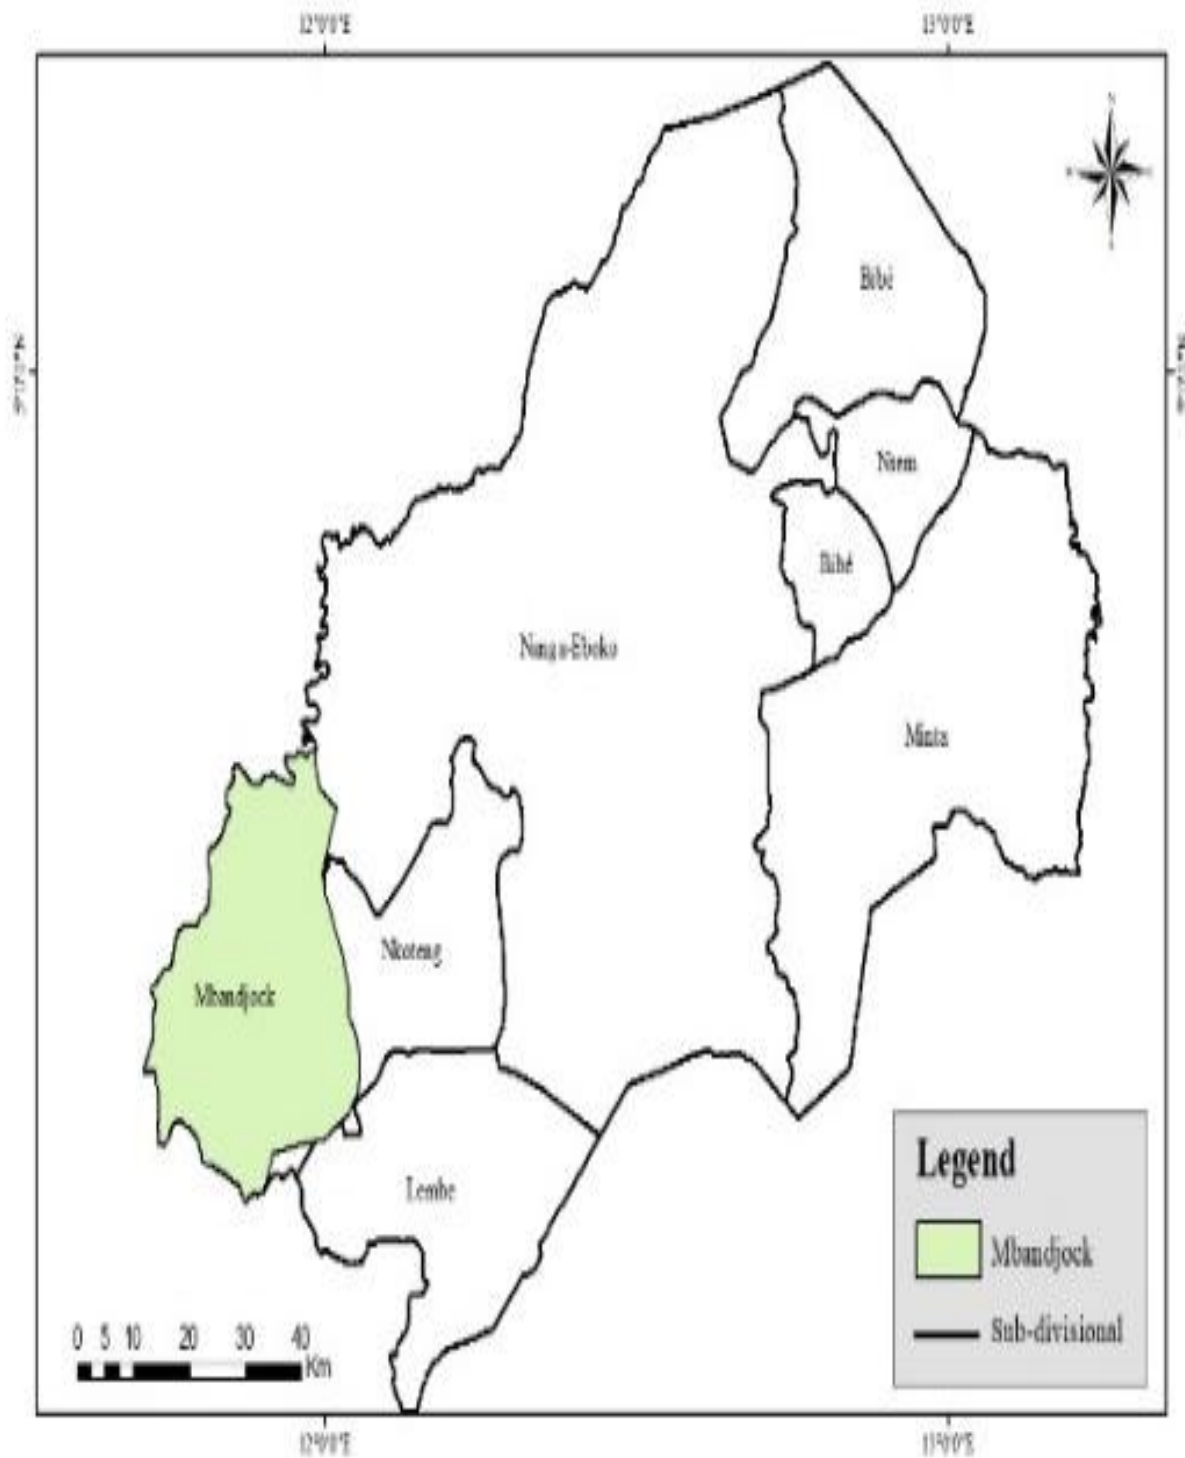 12°0'0"E 13°0'0"E
N
Bibé
Nsem
Bibé
Nanga-Eboko
Minta
Nkoteng
Mbandjock
Lembe
Legend
Mbandjock
Sub-divisional
0 5 10 20 30 40
Km
12°0'0"E 13°0'0"E